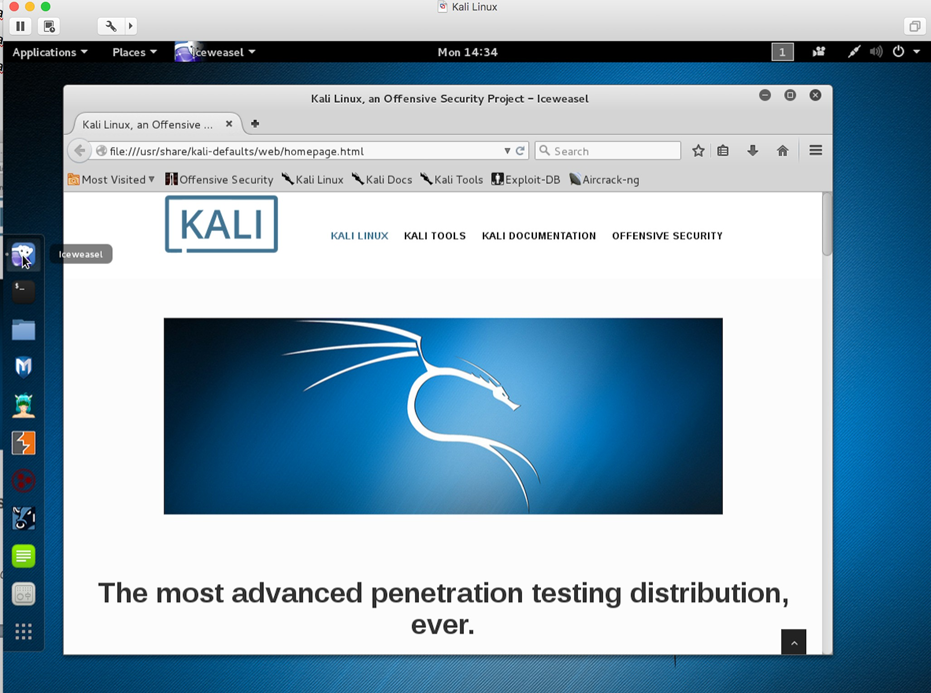 Kali Linux
Applications Places Iceweasel Mon 14:34 1
Kali Linux, an Offensive Security Project – Iceweasel
Kali Linux, an Offensive ...
file:///usr/share/kali-defaults/web/homepage.html Search
Most Visited Offensive Security Kali Linux Kali Docs Kali Tools Exploit-DB Aircrack-ng
KALI
KALI LINUX KALI TOOLS KALI DOCUMENTATION OFFENSIVE SECURITY
Iceweasel
The most advanced penetration testing distribution,
ever.